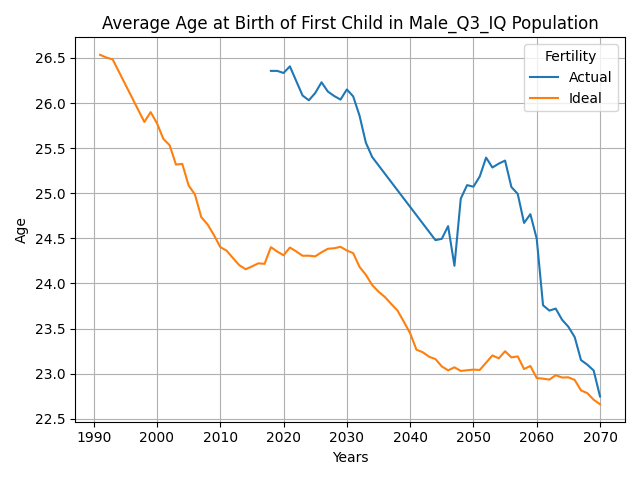 Average Age at Birth of First Child in Male_Q3_IQ Population
Fertility
Actual
Ideal
26.5
26.0
25.5
25.0
24.5
24.0
23.5
23.0
22.5
Age
1990 2000 2010 2020 2030 2040 2050 2060 2070
Years